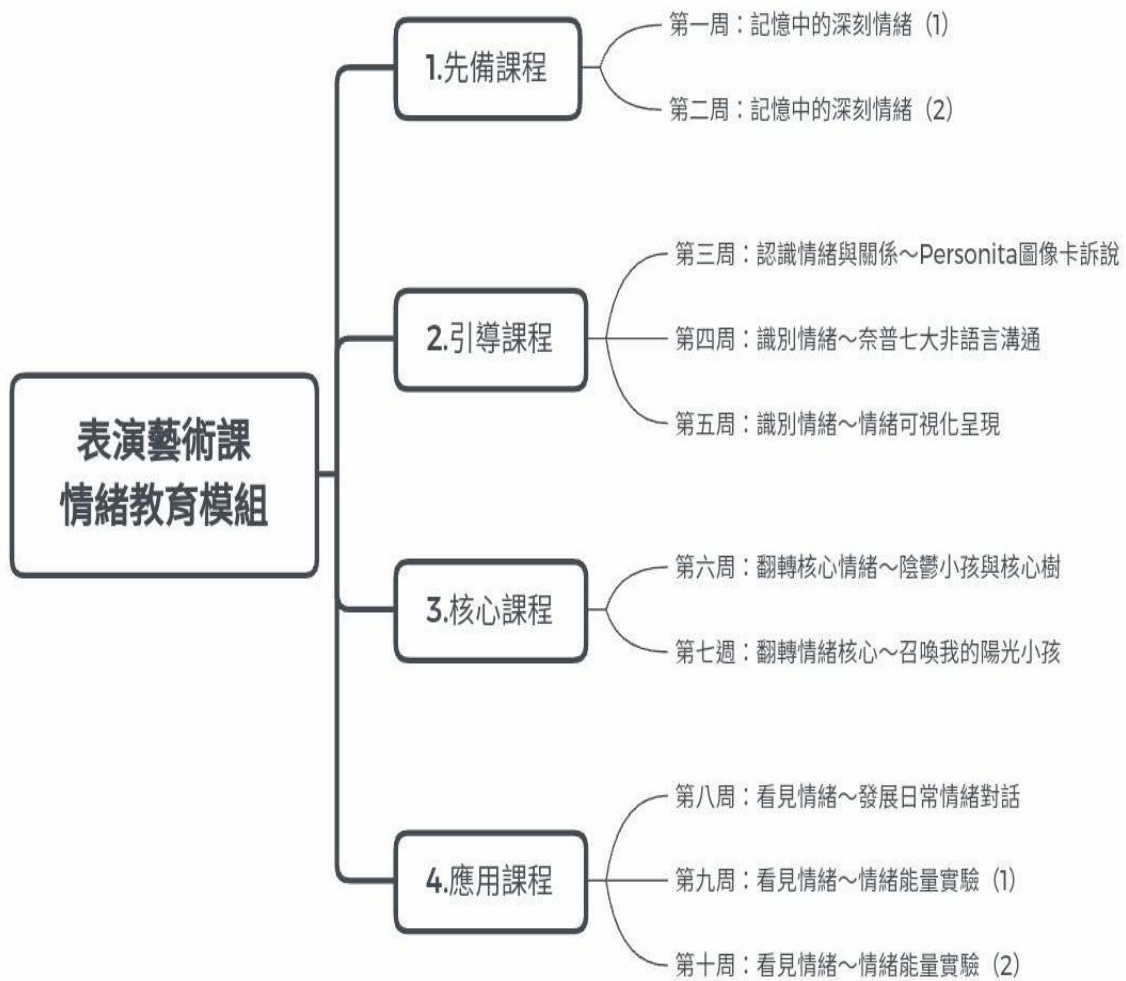 表演藝術課
情緒教育模組
1.先備課程
第一周：記憶中的深刻情緒（1）
第二周：記憶中的深刻情緒（2）
2.引導課程
第三周：認識情緒與關係～Personita圖像卡訴說
第四周：識別情緒～奈普七大非語言溝通
第五周：識別情緒～情緒可視化呈現
3.核心課程
第六周：翻轉核心情緒～陰鬱小孩與核心樹
第七週：翻轉情緒核心～召喚我的陽光小孩
4.應用課程
第八周：看見情緒～發展日常情緒對話
第九周：看見情緒～情緒能量實驗（1）
第十周：看見情緒～情緒能量實驗（2）